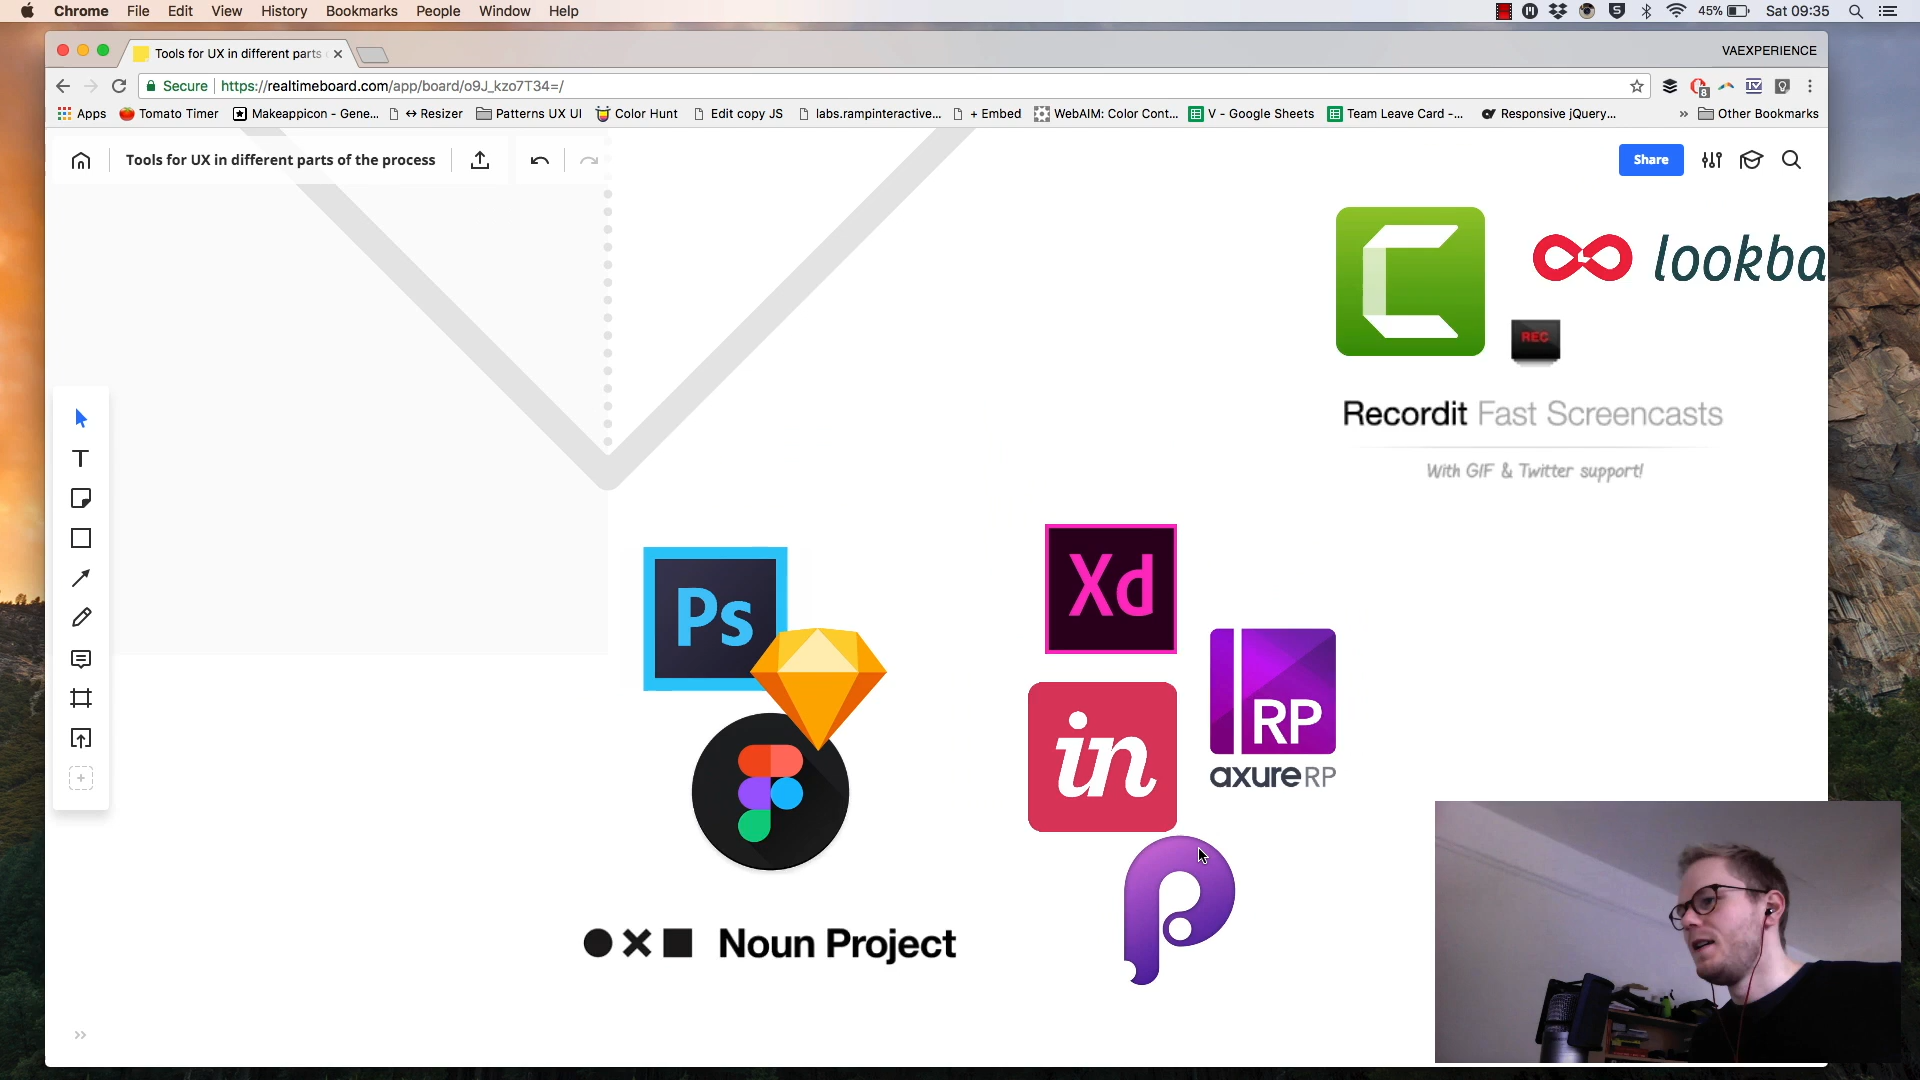 Chrome File Edit View History Bookmarks People Window Help
45% Sat 09:35
Tools for UX in different parts
VAEXPERIENCE
Secure https://realtimeboard.com/app/board/o9J_kzo7T34=/
8
Apps Tomato Timer Makeappicon - Gene... ↔ Resizer Patterns UX UI Color Hunt Edit copy JS labs.rampinteractive... + Embed WebAIM: Color Cont... V - Google Sheets Team Leave Card -... Responsive jQuery... » Other Bookmarks
Tools for UX in different parts of the process
Share
lookba
REC
Recordit Fast Screencasts
With GIF & Twitter support!
Ps
Xd
RP
axure RP
in
Noun Project